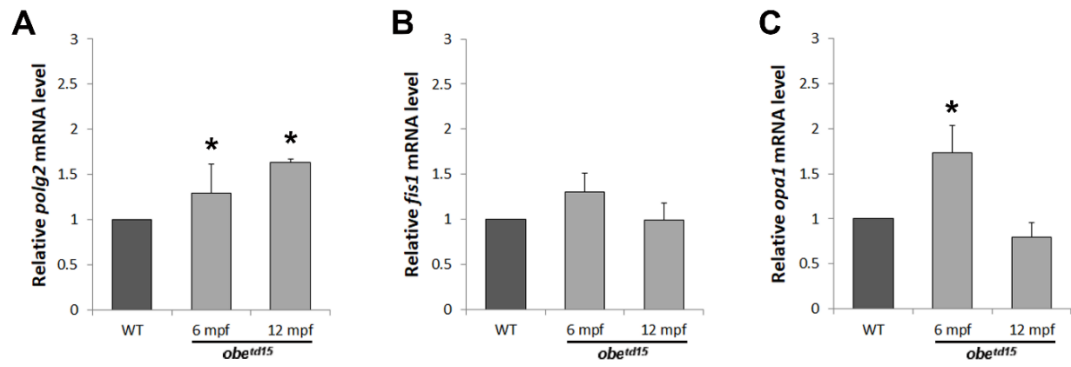 A
Relative polg2 mRNA level
3
2.5
2
1.5
1
0.5
0
*
*
WT 6 mpf 12 mpf
obetd15
B
Relative fis1 mRNA level
3
2.5
2
1.5
1
0.5
0
WT 6 mpf 12 mpf
obetd15
C
Relative opa1 mRNA level
3
2.5
2
1.5
1
0.5
0
*
WT 6 mpf 12 mpf
obetd15